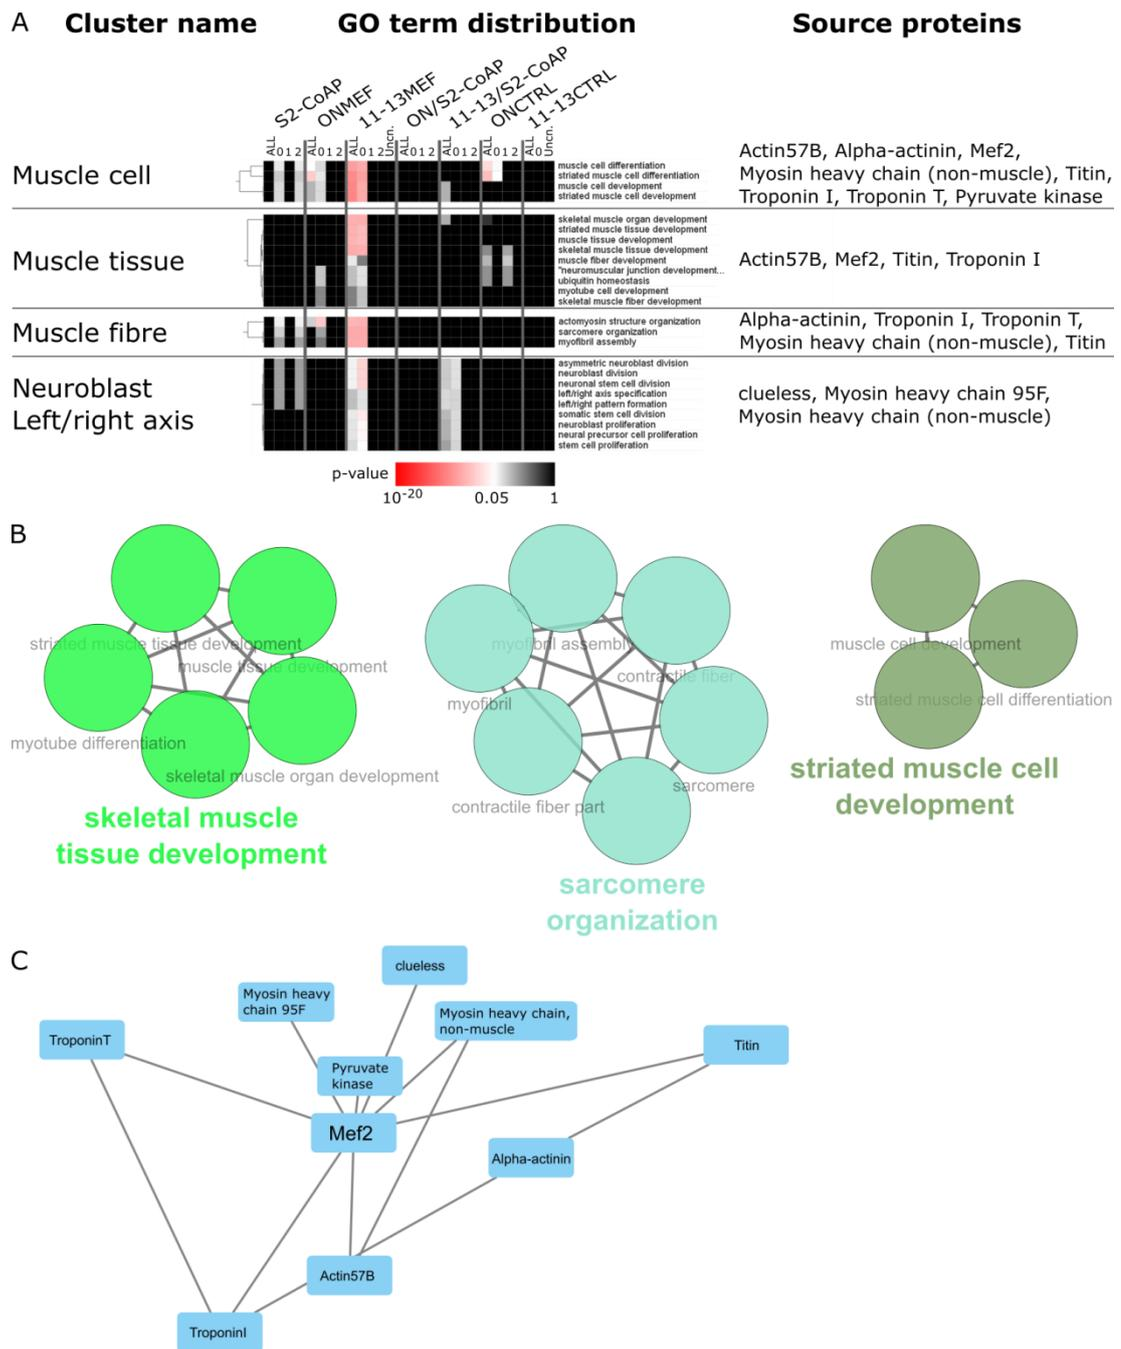 A
Cluster name
GO term distribution
Source proteins
S2-CoAP
ONMEF
11-13MEF
ON/S2-CoAP
11-13/S2-CoAP
ONCTRL
11-13CTRL
ALL 0 1 2 ALL 0 1 2 ALL 0 1 2 Uncn. ALL 0 1 2 ALL 0 1 2 ALL 0 1 2 ALL 0 Uncn.
Muscle cell
muscle cell differentiation
striated muscle cell differentiation
muscle cell development
striated muscle cell development
Actin57B, Alpha-actinin, Mef2,
Myosin heavy chain (non-muscle), Titin,
Troponin I, Troponin T, Pyruvate kinase
Muscle tissue
skeletal muscle organ development
striated muscle tissue development
muscle tissue development
skeletal muscle tissue development
muscle fiber development
"neuromuscular junction development...
ubiquitin homeostasis
myotube cell development
skeletal muscle fiber development
Actin57B, Mef2, Titin, Troponin I
Muscle fibre
actomyosin structure organization
sarcomere organization
myofibril assembly
Alpha-actinin, Troponin I, Troponin T,
Myosin heavy chain (non-muscle), Titin
Neuroblast
Left/right axis
asymmetric neuroblast division
neuroblast division
neuronal stem cell division
left/right axis specification
left/right pattern formation
somatic stem cell division
neuroblast proliferation
neural precursor cell proliferation
stem cell proliferation
clueless, Myosin heavy chain 95F,
Myosin heavy chain (non-muscle)
p-value
10-20 0.05 1
B
striated muscle tissue development
muscle tissue development
myotube differentiation
skeletal muscle organ development
skeletal muscle
tissue development
myofibril assembly
contractile fiber
myofibril
sarcomere
contractile fiber part
sarcomere
organization
muscle cell development
striated muscle cell differentiation
striated muscle cell
development
C
clueless
Myosin heavy
chain 95F
Myosin heavy chain,
non-muscle
TroponinT
Titin
Pyruvate
kinase
Mef2
Alpha-actinin
Actin57B
TroponinI